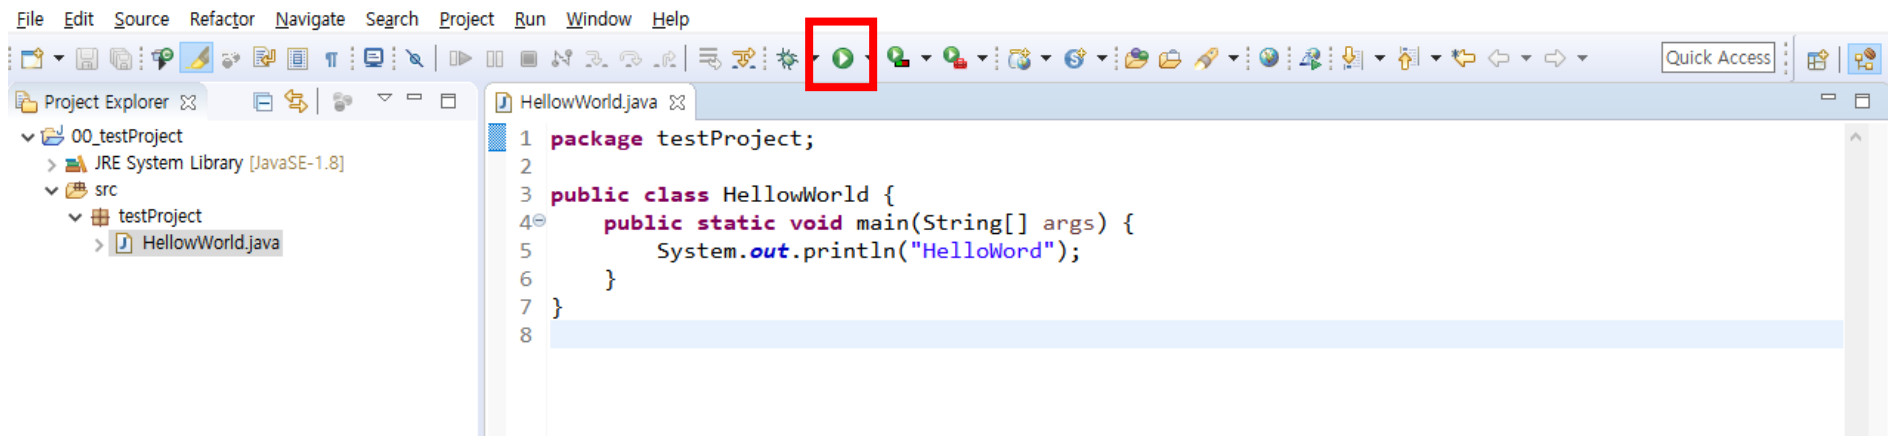 File Edit Source Refactor Navigate Search Project Run Window Help
Quick Access
Project Explorer
HellowWorld.java
00_testProject
JRE System Library [JavaSE-1.8]
src
testProject
HellowWorld.java
1 package testProject;
2
3 public class HellowWorld {
4 public static void main(String[] args) {
5 System.out.println("HelloWord");
6 }
7 }
8